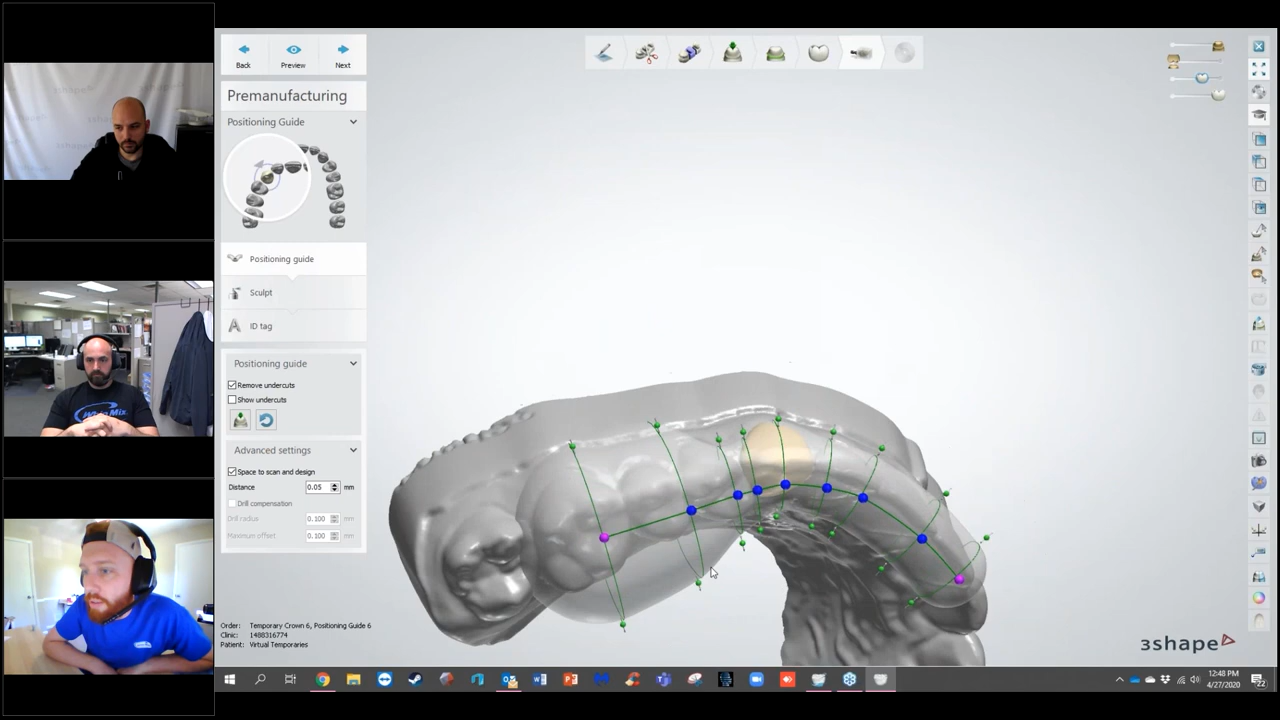 Back Preview Next
Premanufacturing
Positioning Guide
Positioning guide
Sculpt
ID tag
Positioning guide
Remove undercuts
Show undercuts
Advanced settings
Space to scan and design
Distance 0.05 mm
Drill compensation
Drill radius 0.100 mm
Maximum offset 0.100 mm
Order: Temporary Crown 6, Positioning Guide 6
Clinic: 1488316774
Patient: Virtual Temporaries
3shape
12:48 PM
4/27/2020
22